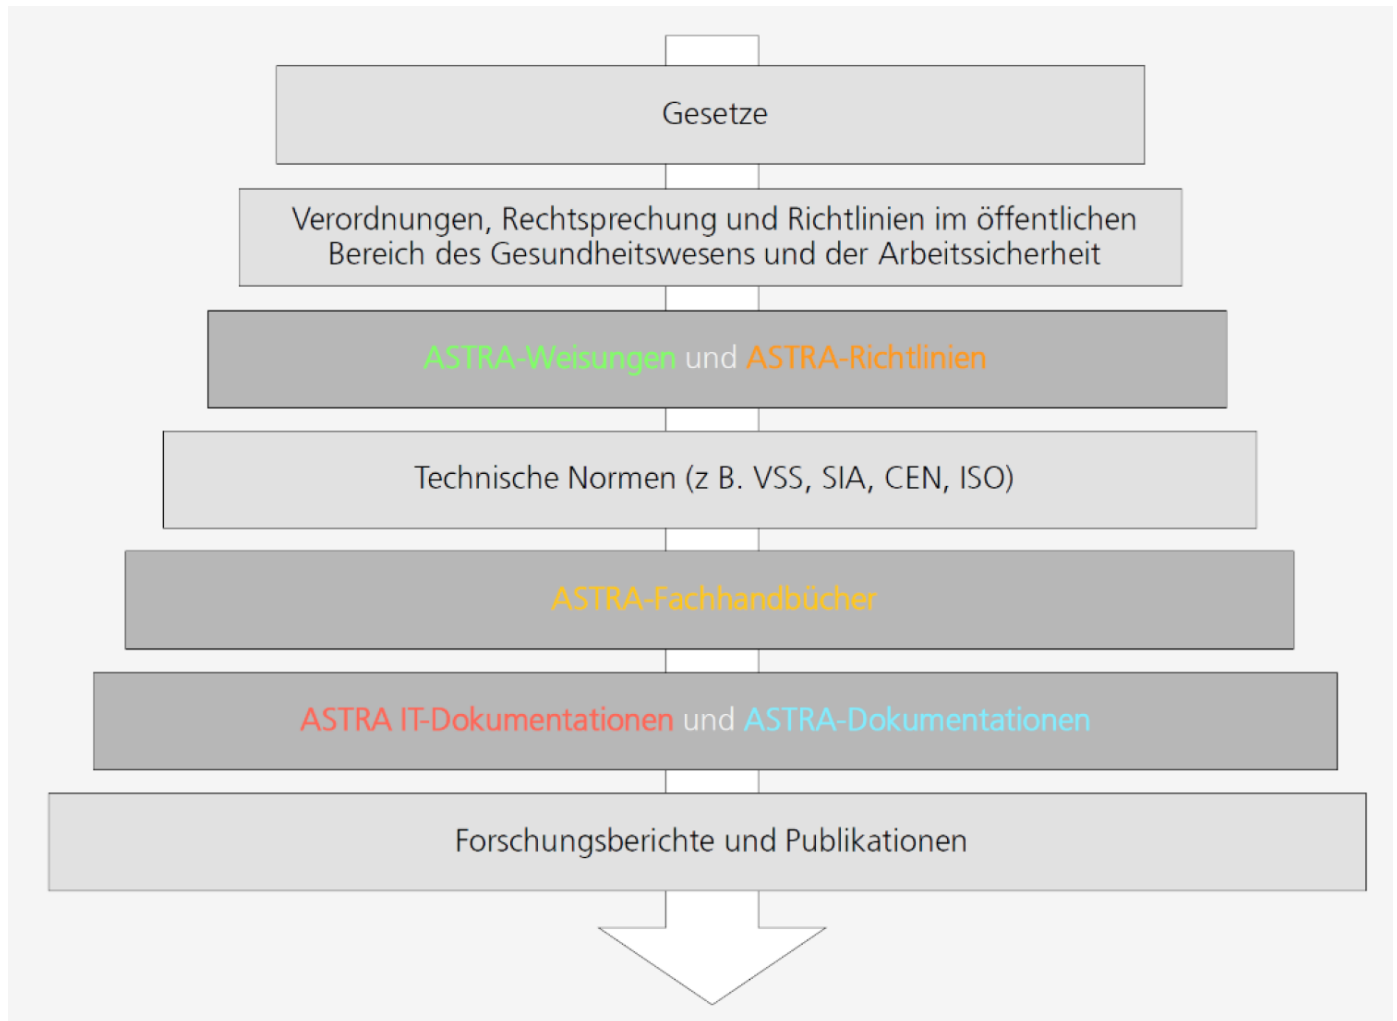 Gesetze
Verordnungen, Rechtsprechung und Richtlinien im öffentlichen
Bereich des Gesundheitswesens und der Arbeitssicherheit
ASTRA-Weisungen und ASTRA-Richtlinien
Technische Normen (z B. VSS, SIA, CEN, ISO)
ASTRA-Fachhandbücher
ASTRA IT-Dokumentationen und ASTRA-Dokumentationen
Forschungsberichte und Publikationen